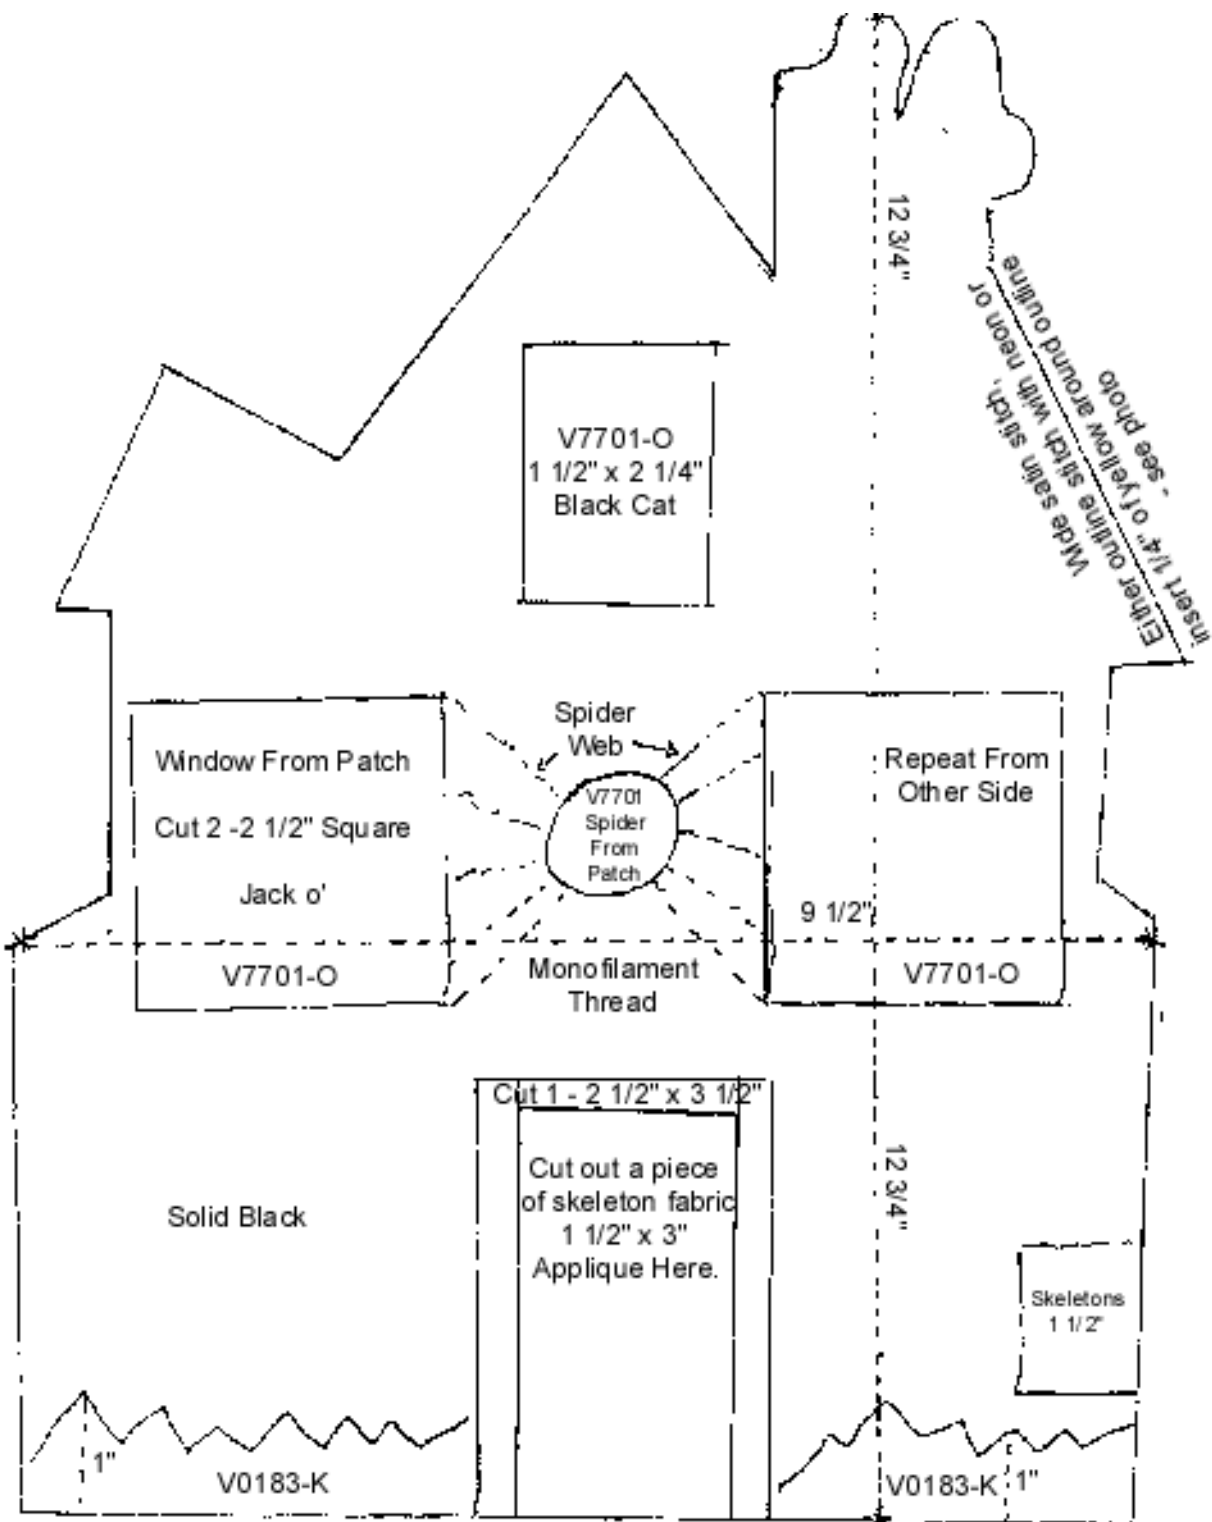 12 3/4"
Wide satin stitch,
Either outline stitch with neon or
insert 1/4" of yellow around outline
- see photo
V7701-O
1 1/2" x 2 1/4"
Black Cat
Spider
Web
Window From Patch
Cut 2 -2 1/2" Square
Jack o'
V7701-O
V7701
Spider
From
Patch
Repeat From
Other Side
9 1/2"
V7701-O
Monofilament
Thread
Cut 1 - 2 1/2" x 3 1/2"
Cut out a piece
of skeleton fabric
1 1/2" x 3"
Applique Here.
Solid Black
12 3/4"
Skeletons
1 1/2"
1"
V0183-K
V0183-K
1"